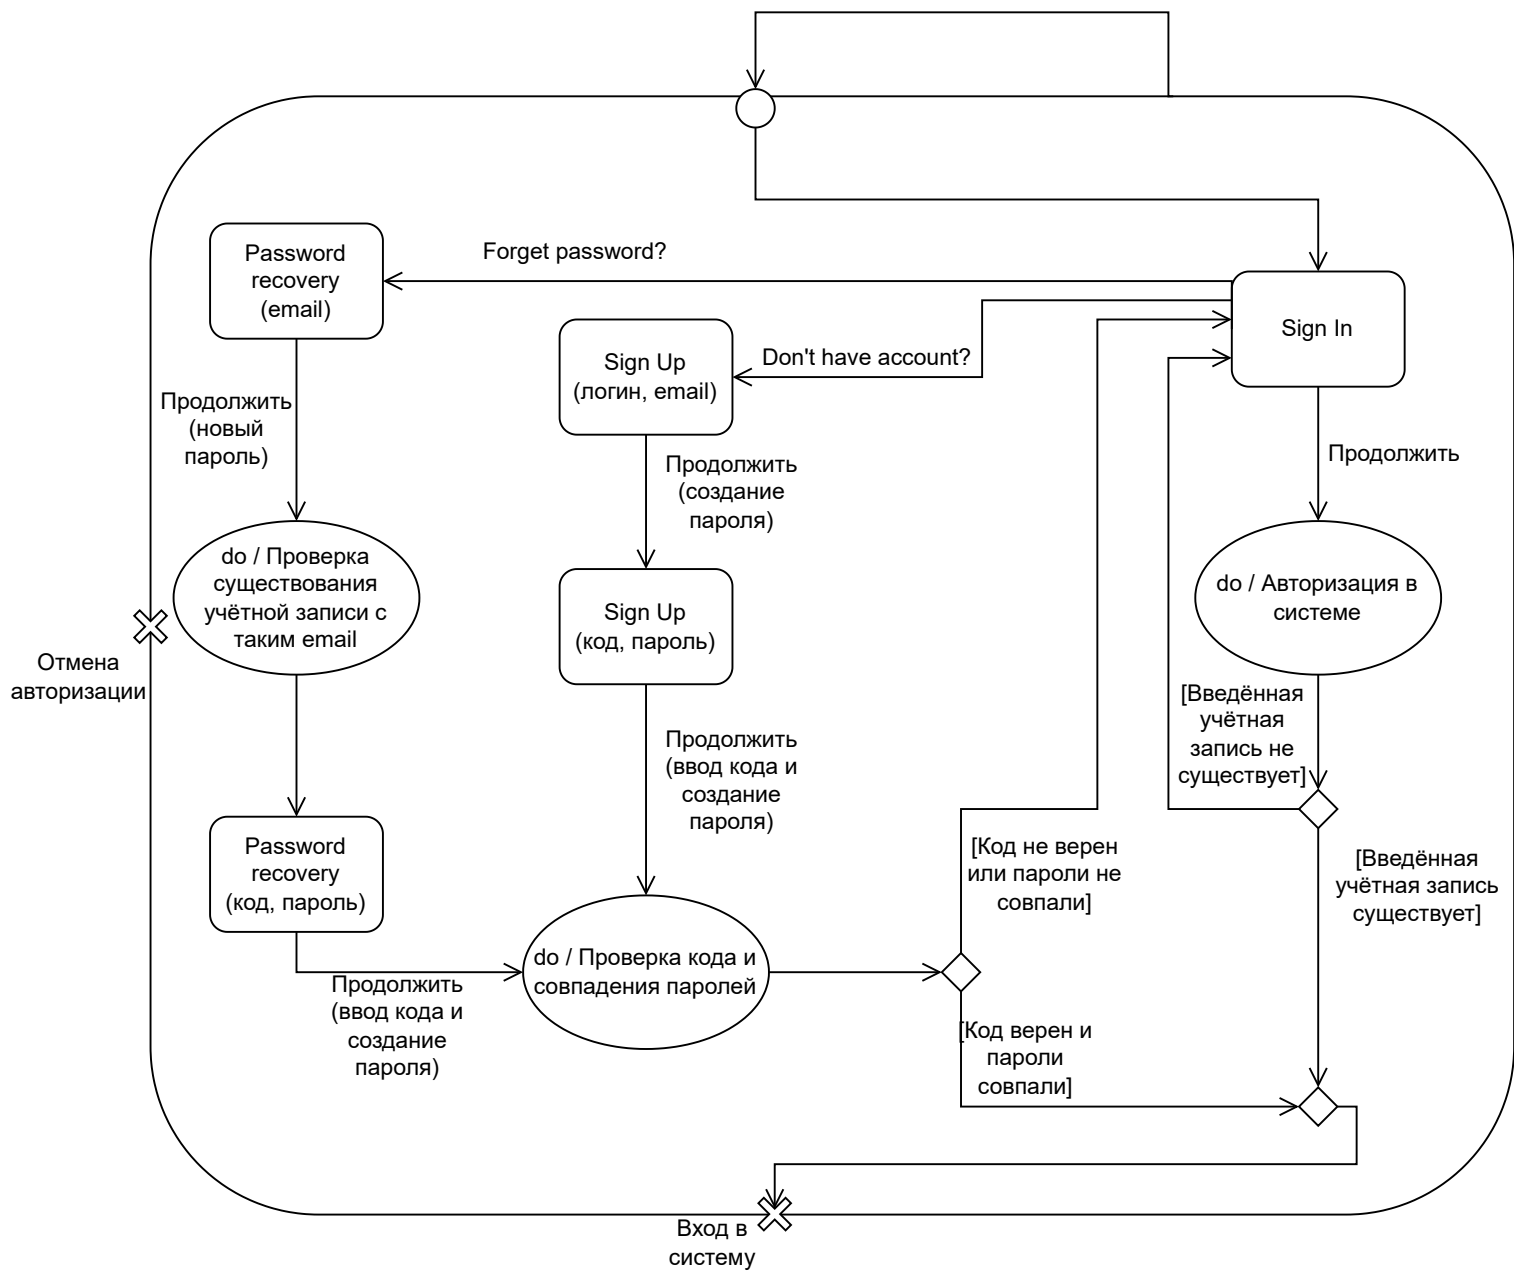 Forget password?
Password
recovery
(email)
Sign In
Don't have account?
Sign Up
(логин, email)
Продолжить
(новый
пароль)
Продолжить
(создание
пароля)
Продолжить
do / Проверка
существования
учётной записи с
таким email
Sign Up
(код, пароль)
do / Авторизация в
системе
Отмена
авторизации
[Введённая
учётная
запись не
существует]
Продолжить
(ввод кода и
создание
пароля)
Password
recovery
(код, пароль)
[Код не верен
или пароли не
совпали]
[Введённая
учётная запись
существует]
do / Проверка кода и
совпадения паролей
Продолжить
(ввод кода и
создание
пароля)
[Код верен и
пароли
совпали]
Вход в
систему